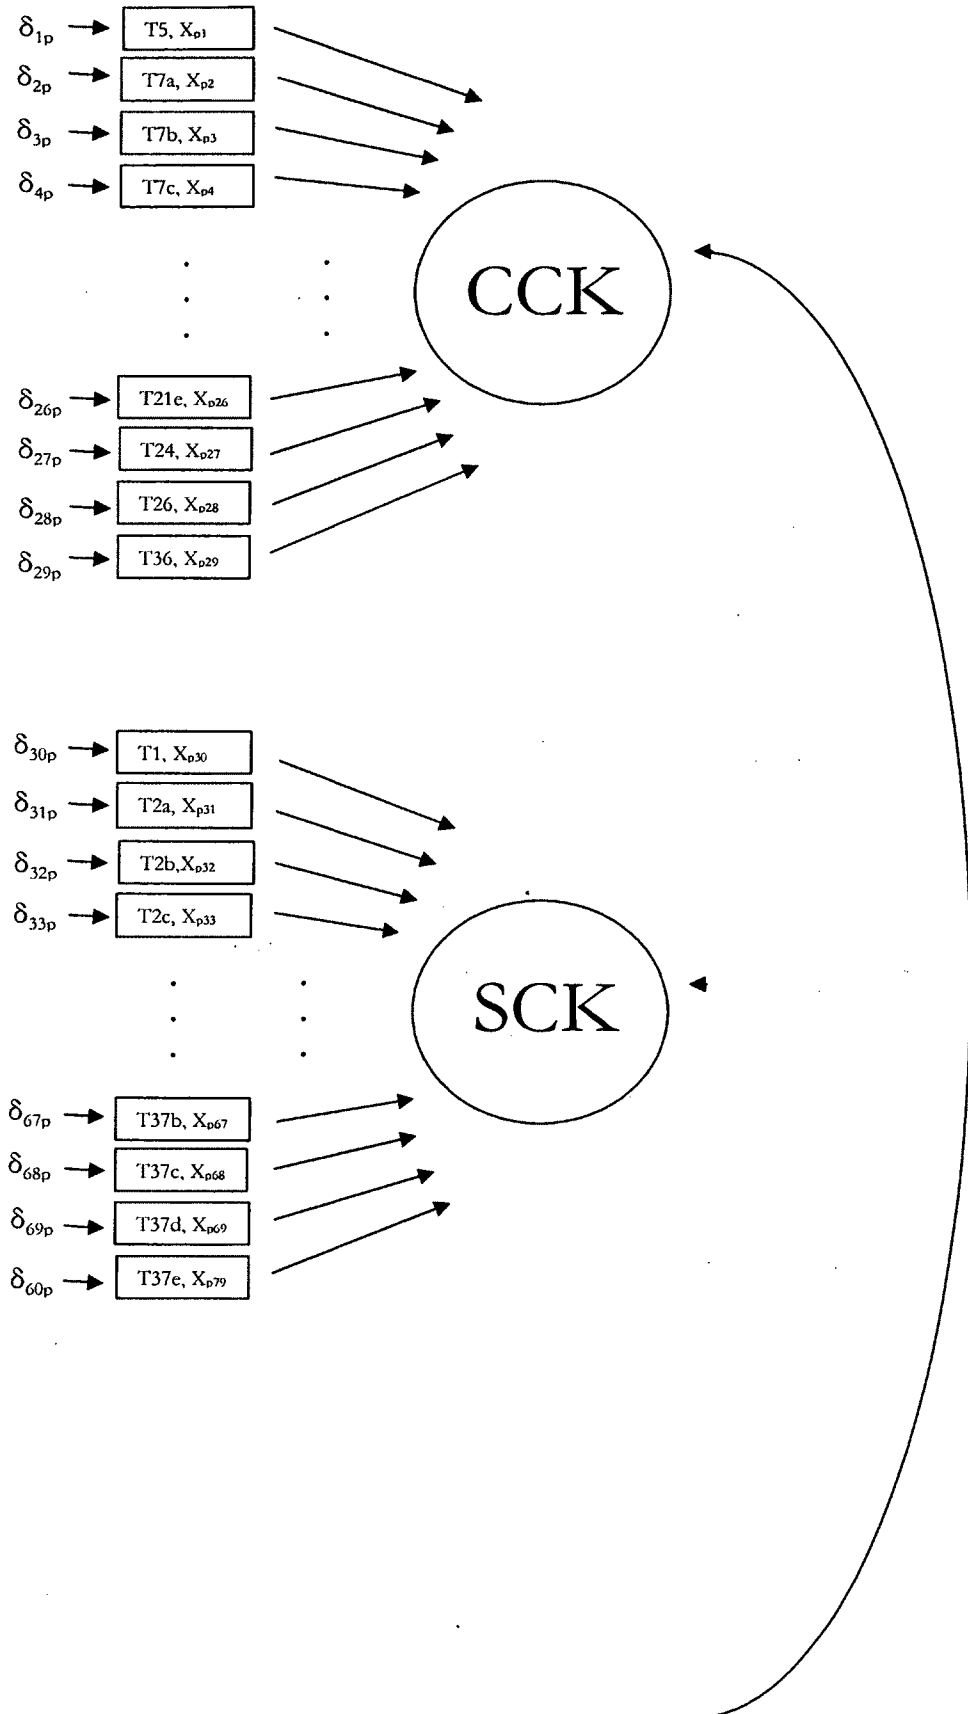 δ1p T5, Xp1
δ2p T7a, Xp2
δ3p T7b, Xp3
δ4p T7c, Xp4
CCK
δ26p T21e, Xp26
δ27p T24, Xp27
δ28p T26, Xp28
δ29p T36, Xp29
δ30p T1, Xp30
δ31p T2a, Xp31
δ32p T2b,Xp32
δ33p T2c, Xp33
SCK
δ67p T37b, Xp67
δ68p T37c, Xp68
δ69p T37d, Xp69
δ60p T37e, Xp79